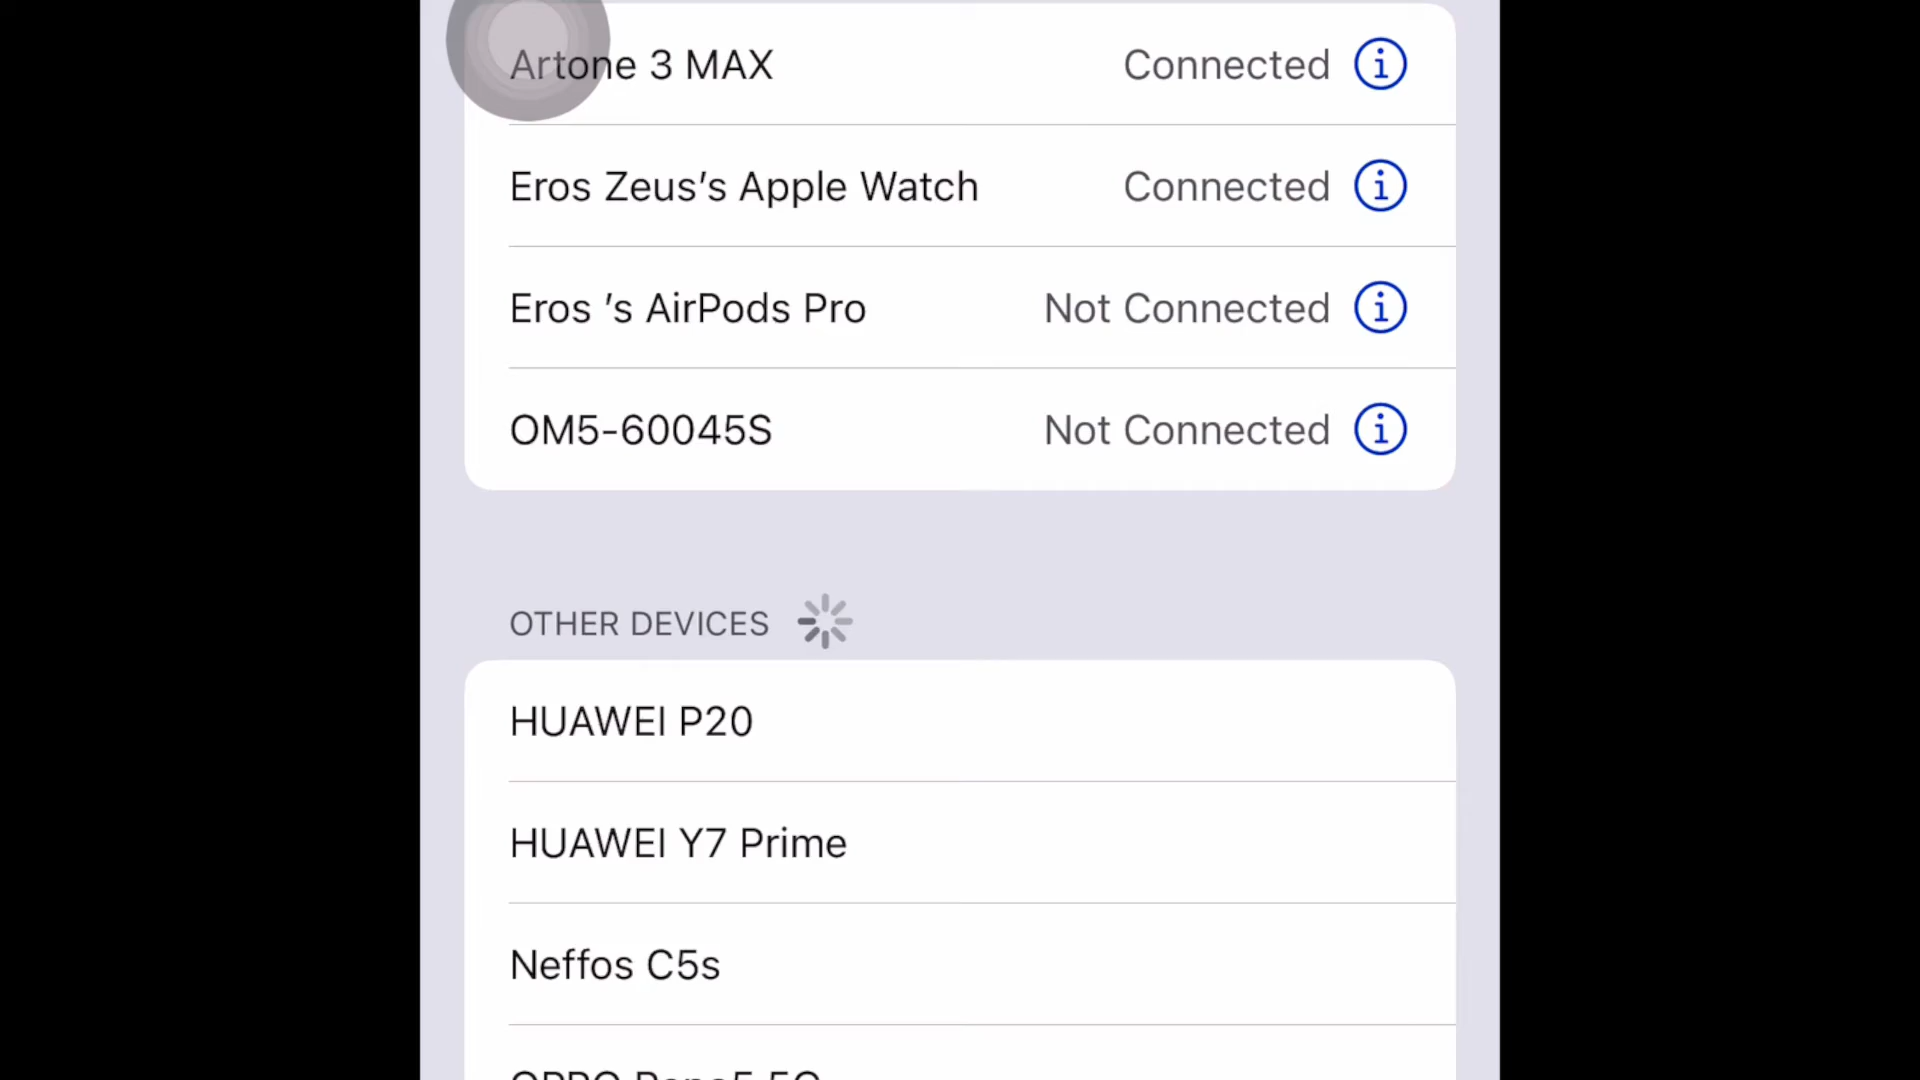 Artone 3 MAX Connected
Eros Zeus’s Apple Watch Connected
Eros ’s AirPods Pro Not Connected
OM5-60045S Not Connected
OTHER DEVICES
HUAWEI P20
HUAWEI Y7 Prime
Neffos C5s